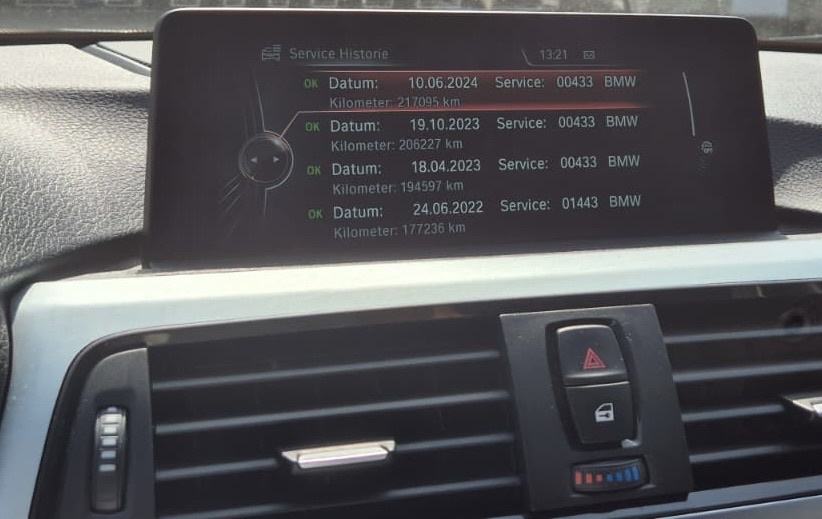 Service Historie 13:21
OK Datum: 10.06.2024 Service: 00433 BMW
Kilometer: 217095 km
OK Datum: 19.10.2023 Service: 00433 BMW
Kilometer: 206227 km
OK Datum: 18.04.2023 Service: 00433 BMW
Kilometer: 194597 km
OK Datum: 24.06.2022 Service: 01443 BMW
Kilometer: 177236 km